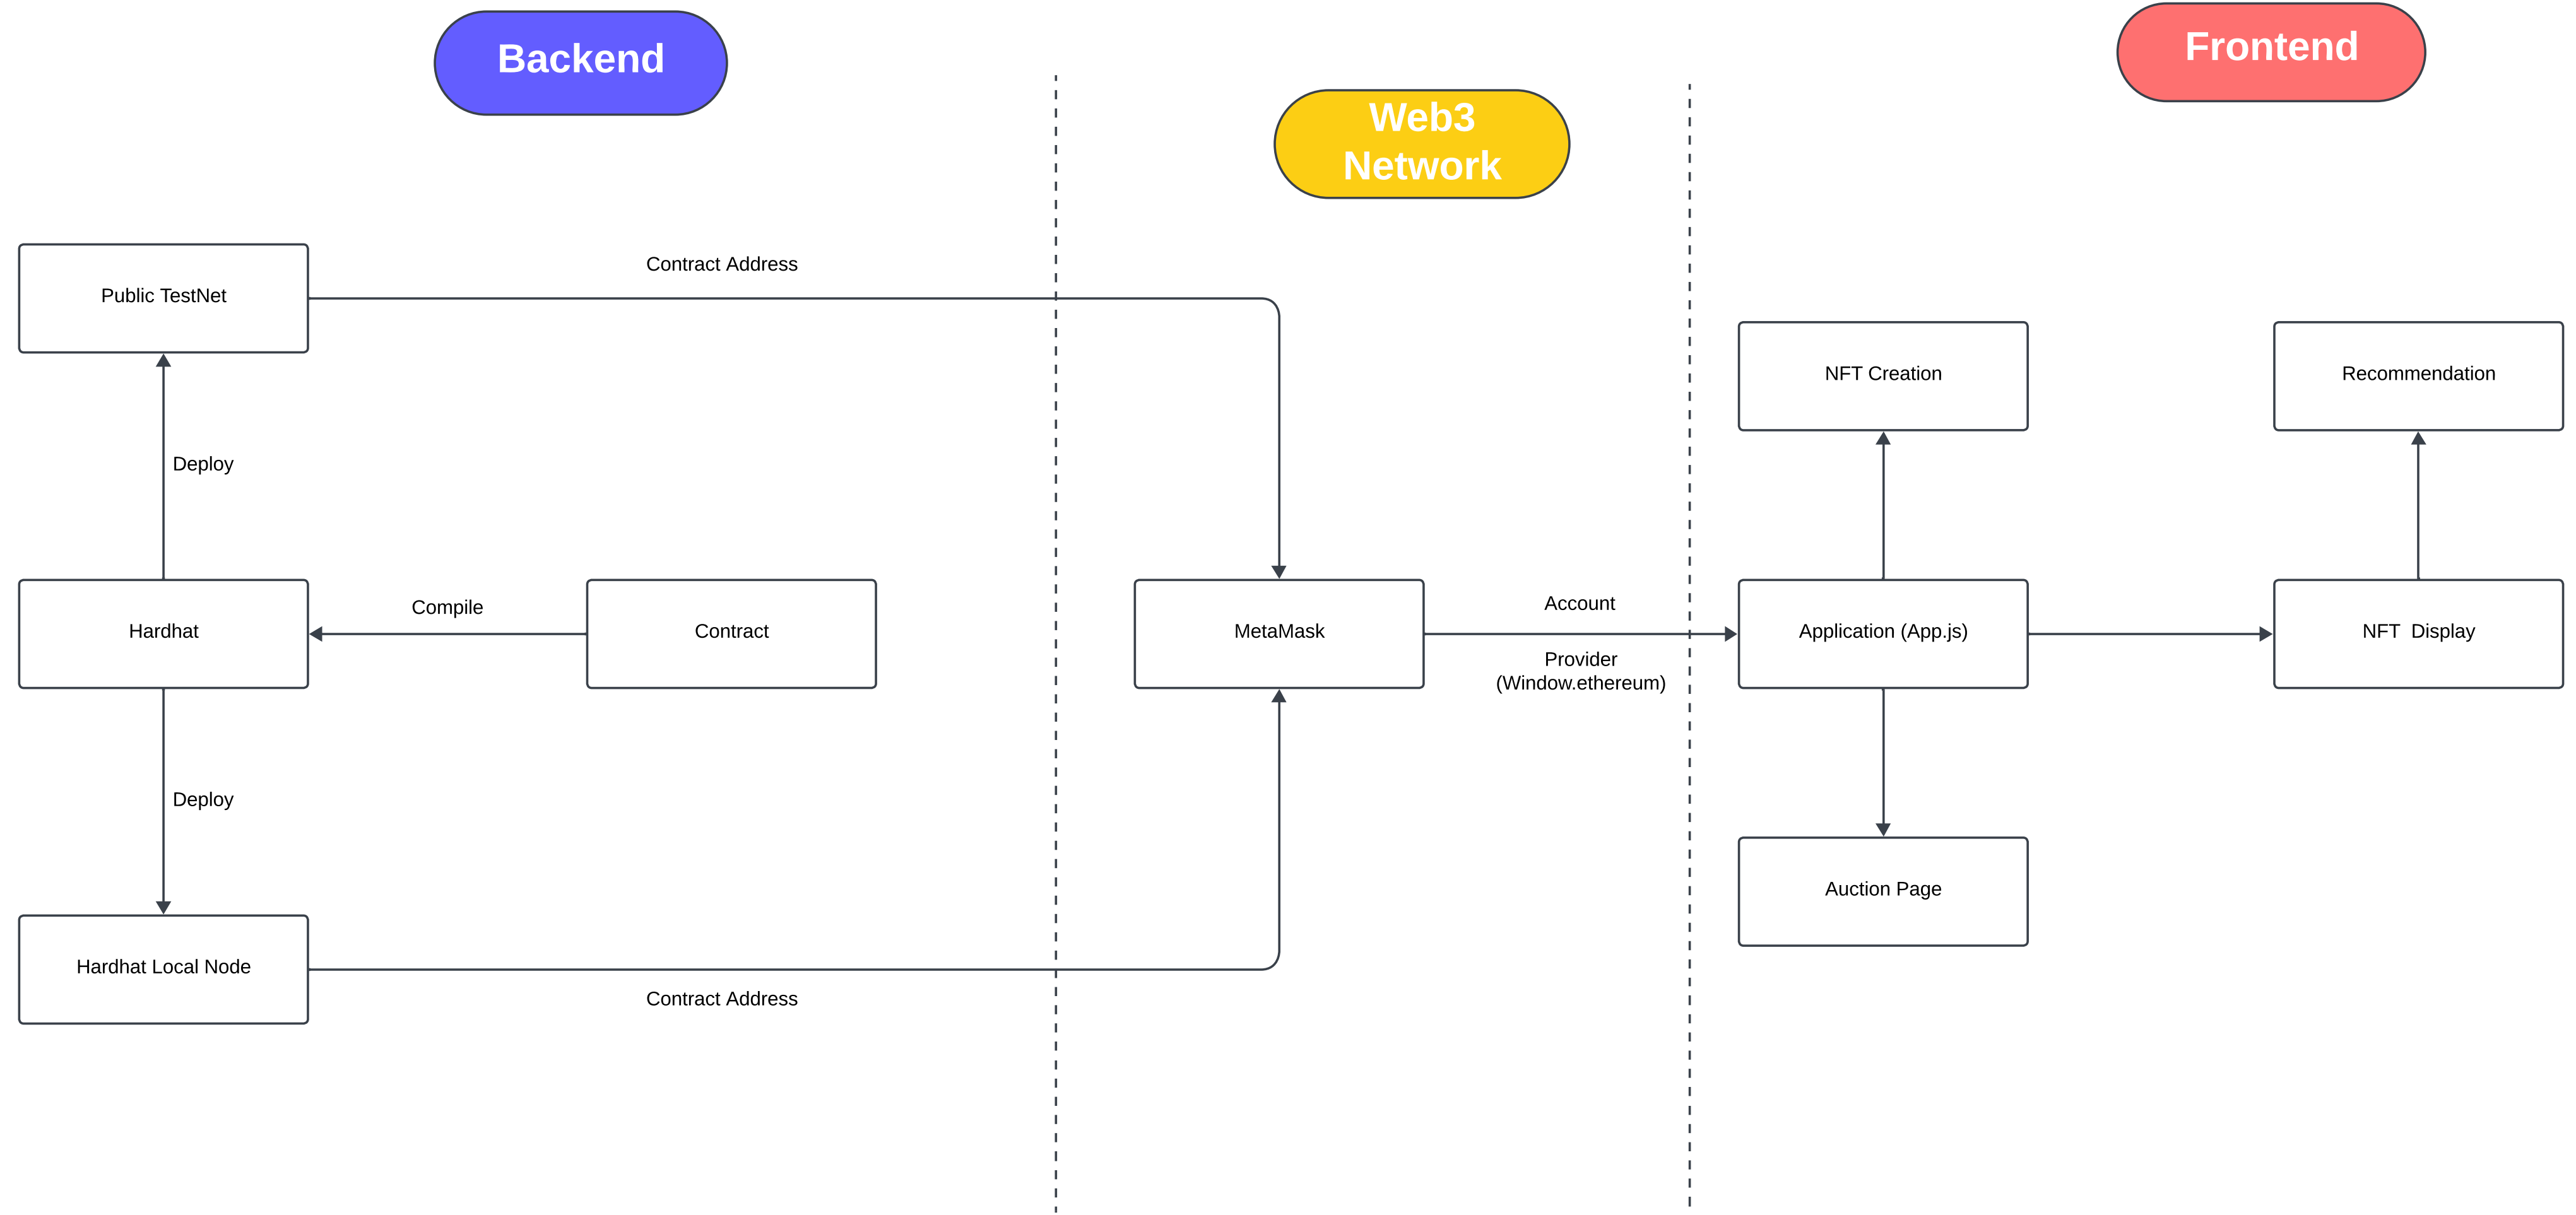 Backend
Web3
Network
Frontend
Public TestNet
Contract Address
Deploy
Hardhat
Compile
Contract
Deploy
Hardhat Local Node
Contract Address
MetaMask
Account
Provider
(Window.ethereum)
NFT Creation
Recommendation
Application (App.js)
NFT  Display
Auction Page